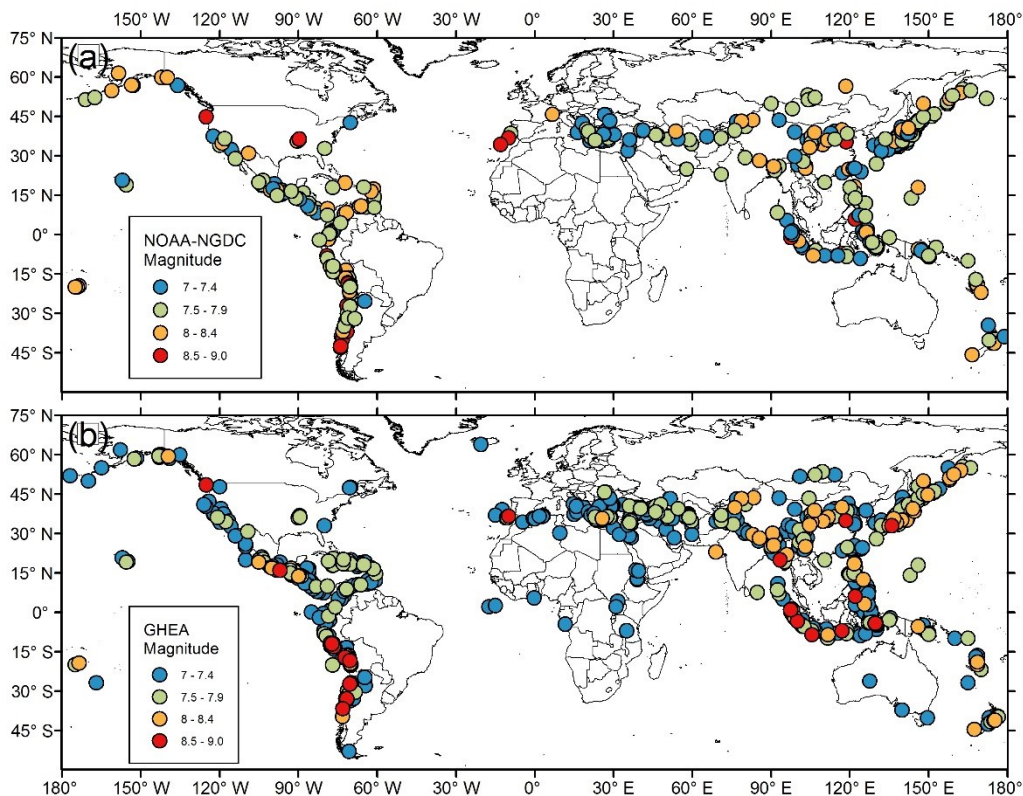 150° W 120° W 90° W 60° W 30° W 0° 30° E 60° E 90° E 120° E 150° E 180°
75° N
(a)
60° N
45° N
30° N
15° N
0°
15° S
30° S
45° S
NOAA-NGDC
Magnitude
7 - 7.4
7.5 - 7.9
8 - 8.4
8.5 - 9.0
75° N
(b)
60° N
45° N
30° N
15° N
0°
15° S
30° S
45° S
GHEA
Magnitude
7 - 7.4
7.5 - 7.9
8 - 8.4
8.5 - 9.0
180° 150° W 120° W 90° W 60° W 30° W 0° 30° E 60° E 90° E 120° E 150° E 180°